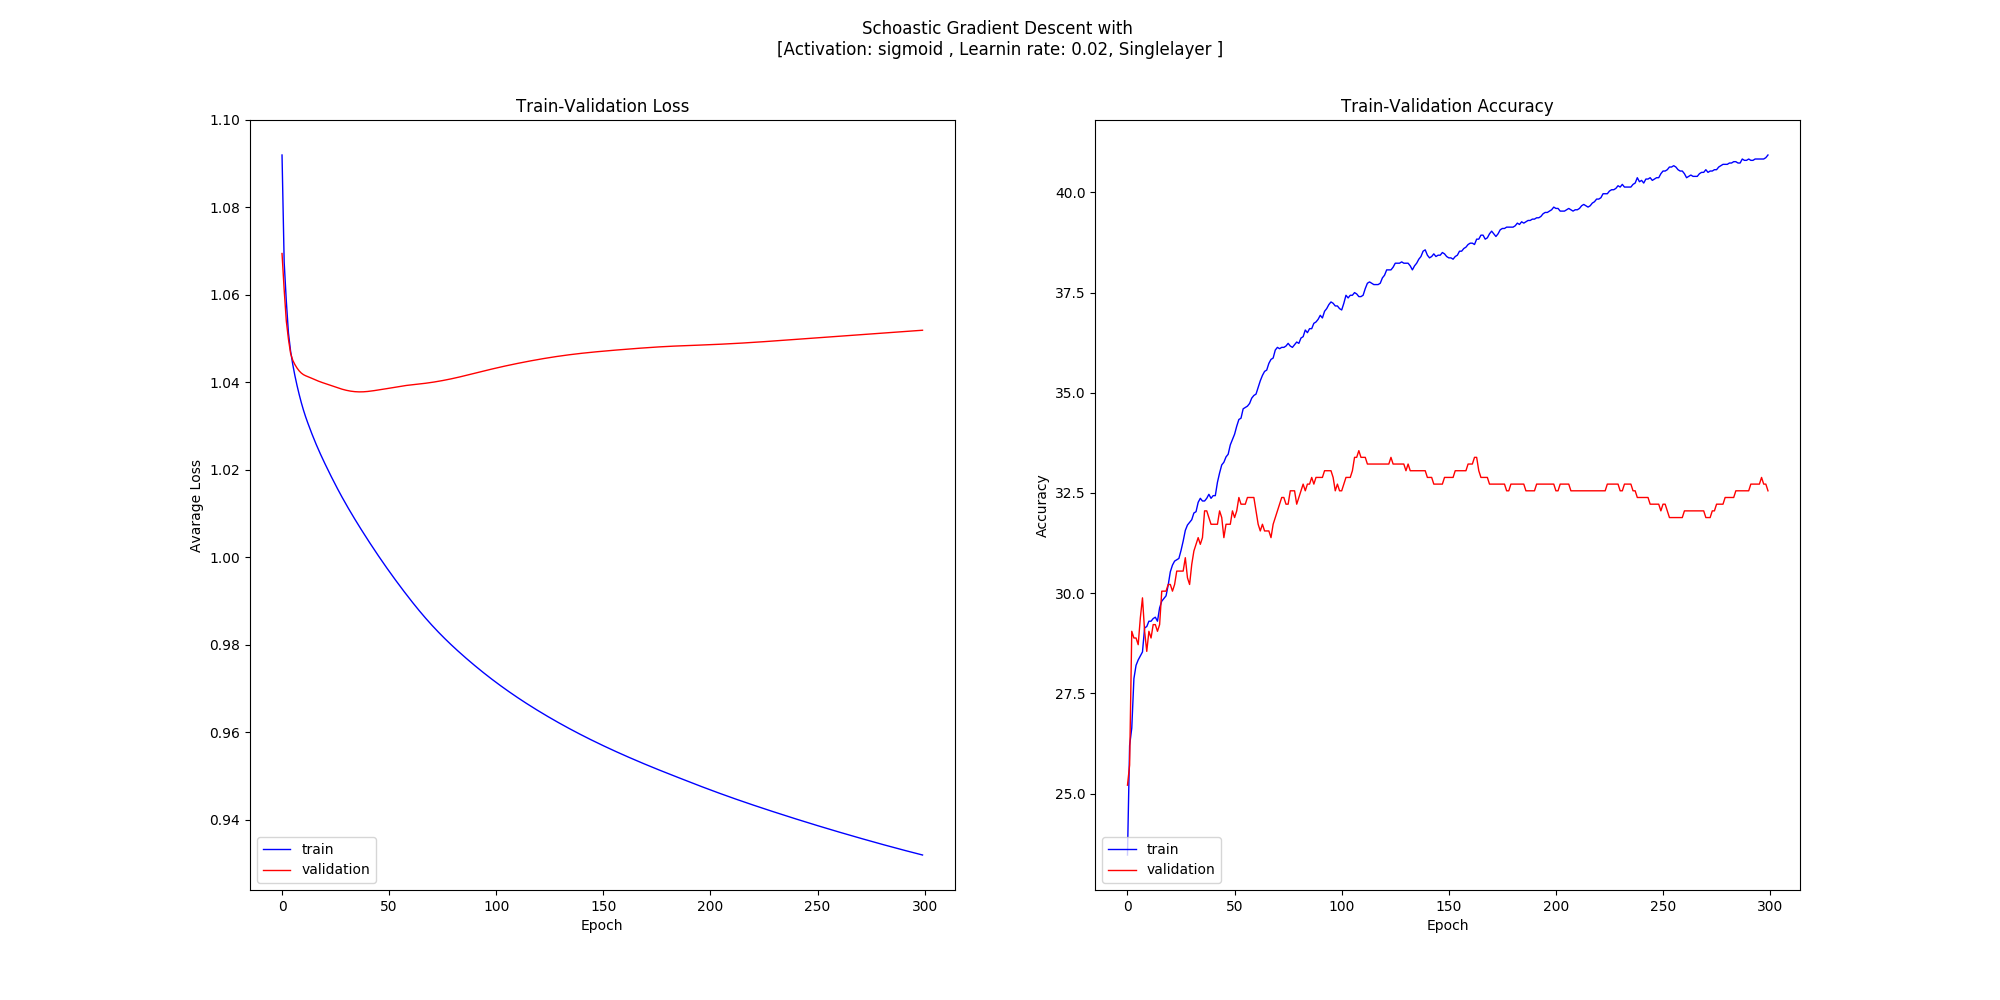 Schoastic Gradient Descent with
[Activation: sigmoid , Learnin rate: 0.02, Singlelayer ]
Train-Validation Loss
1.10
1.08
1.06
1.04
1.02
1.00
0.98
0.96
0.94
Avarage Loss
train
validation
0 50 100 150 200 250 300
Epoch
Train-Validation Accuracy
40.0
37.5
35.0
32.5
30.0
27.5
25.0
Accuracy
train
validation
0 50 100 150 200 250 300
Epoch